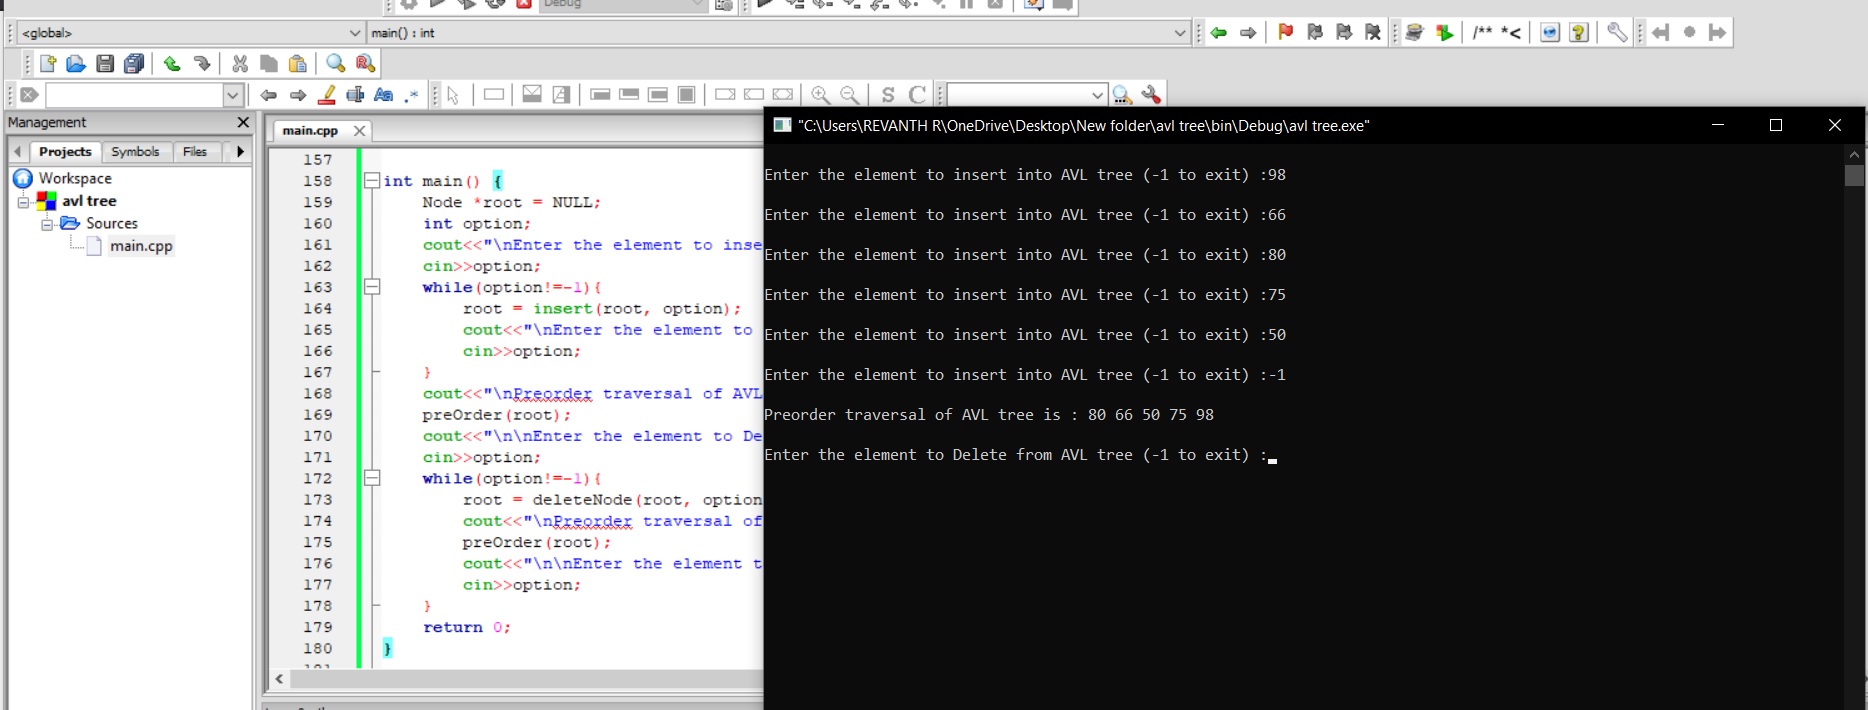 Debug
<global>
main() : int
/** *<
Aa .*
S C
Management
Projects Symbols Files
Workspace
avl tree
Sources
main.cpp
main.cpp
157
158 int main() {
159 Node *root = NULL;
160 int option;
161 cout<<"\nEnter the element to inse
162 cin>>option;
163 while(option!=-1){
164 root = insert(root, option);
165 cout<<"\nEnter the element to
166 cin>>option;
167 }
168 cout<<"\nPreorder traversal of AVL
169 preOrder(root);
170 cout<<"\n\nEnter the element to De
171 cin>>option;
172 while(option!=-1){
173 root = deleteNode(root, option
174 cout<<"\nPreorder traversal of
175 preOrder(root);
176 cout<<"\n\nEnter the element t
177 cin>>option;
178 }
179 return 0;
180 }
"C:\Users\REVANTH R\OneDrive\Desktop\New folder\avl tree\bin\Debug\avl tree.exe"
Enter the element to insert into AVL tree (-1 to exit) :98
Enter the element to insert into AVL tree (-1 to exit) :66
Enter the element to insert into AVL tree (-1 to exit) :80
Enter the element to insert into AVL tree (-1 to exit) :75
Enter the element to insert into AVL tree (-1 to exit) :50
Enter the element to insert into AVL tree (-1 to exit) :-1
Preorder traversal of AVL tree is : 80 66 50 75 98
Enter the element to Delete from AVL tree (-1 to exit) :